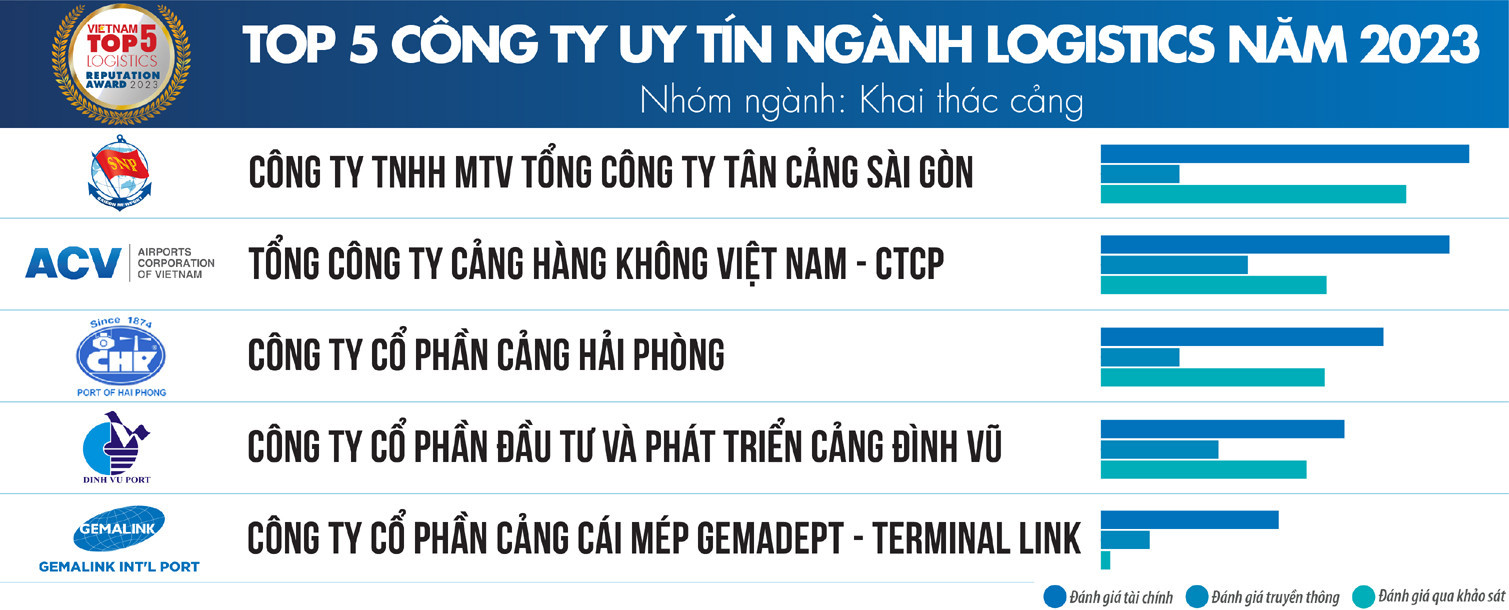 VIETNAM
TOP 5
LOGISTICS
REPUTATION
AWARD 2023
TOP 5 CÔNG TY UY TÍN NGÀNH LOGISTICS NĂM 2023
Nhóm ngành: Khai thác cảng
SNP
SAIGON NEWPORT
CÔNG TY TNHH MTV TỔNG CÔNG TY TÂN CẢNG SÀI GÒN
ACV
AIRPORTS
CORPORATION
OF VIETNAM
TỔNG CÔNG TY CẢNG HÀNG KHÔNG VIỆT NAM - CTCP
Since 1874
CHP
PORT OF HAI PHONG
CÔNG TY CỔ PHẦN CẢNG HẢI PHÒNG
DINH VU PORT
CÔNG TY CỔ PHẦN ĐẦU TƯ VÀ PHÁT TRIỂN CẢNG ĐÌNH VŨ
GEMALINK
GEMALINK INT'L PORT
CÔNG TY CỔ PHẦN CẢNG CÁI MÉP GEMADEPT - TERMINAL LINK
Đánh giá tài chính
Đánh giá truyền thông
Đánh giá qua khảo sát